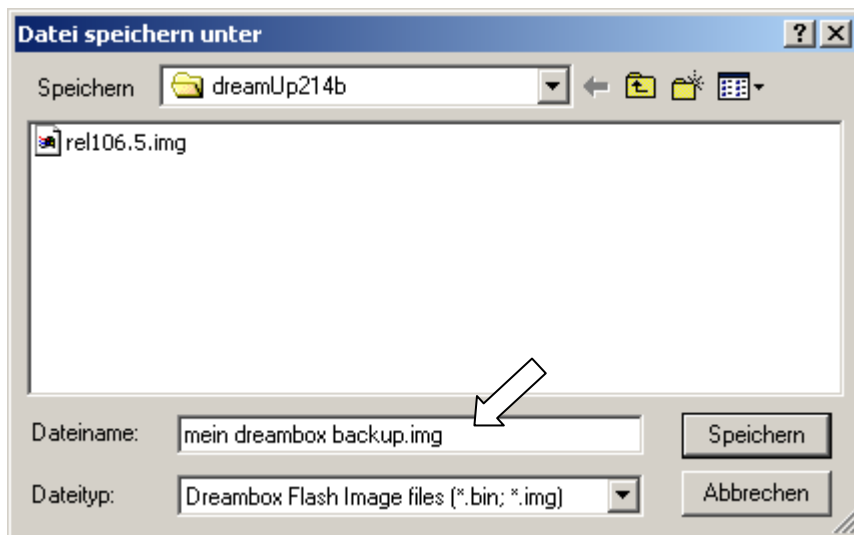 Datei speichern unter
Speichern dreamUp214b
rel106.5.img
Dateiname: mein dreambox backup.img Speichern
Dateityp: Dreambox Flash Image files (*.bin; *.img) Abbrechen